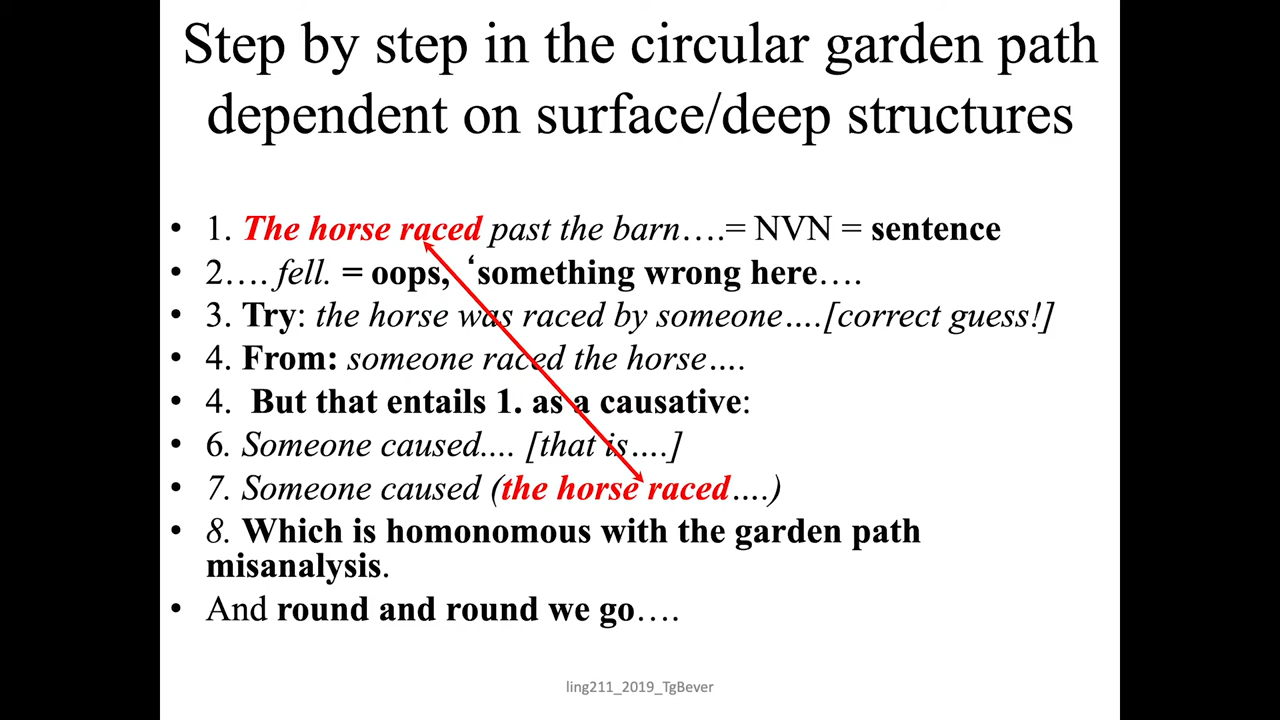 Step by step in the circular garden path
dependent on surface/deep structures
• 1. The horse raced past the barn….= NVN = sentence
• 2…. fell. = oops, ‘something wrong here….
• 3. Try: the horse was raced by someone….[correct guess!]
• 4. From: someone raced the horse….
• 4. But that entails 1. as a causative:
• 6. Someone caused.... [that is….]
• 7. Someone caused (the horse raced….)
• 8. Which is homonomous with the garden path
misanalysis.
• And round and round we go….
ling211_2019_TgBever